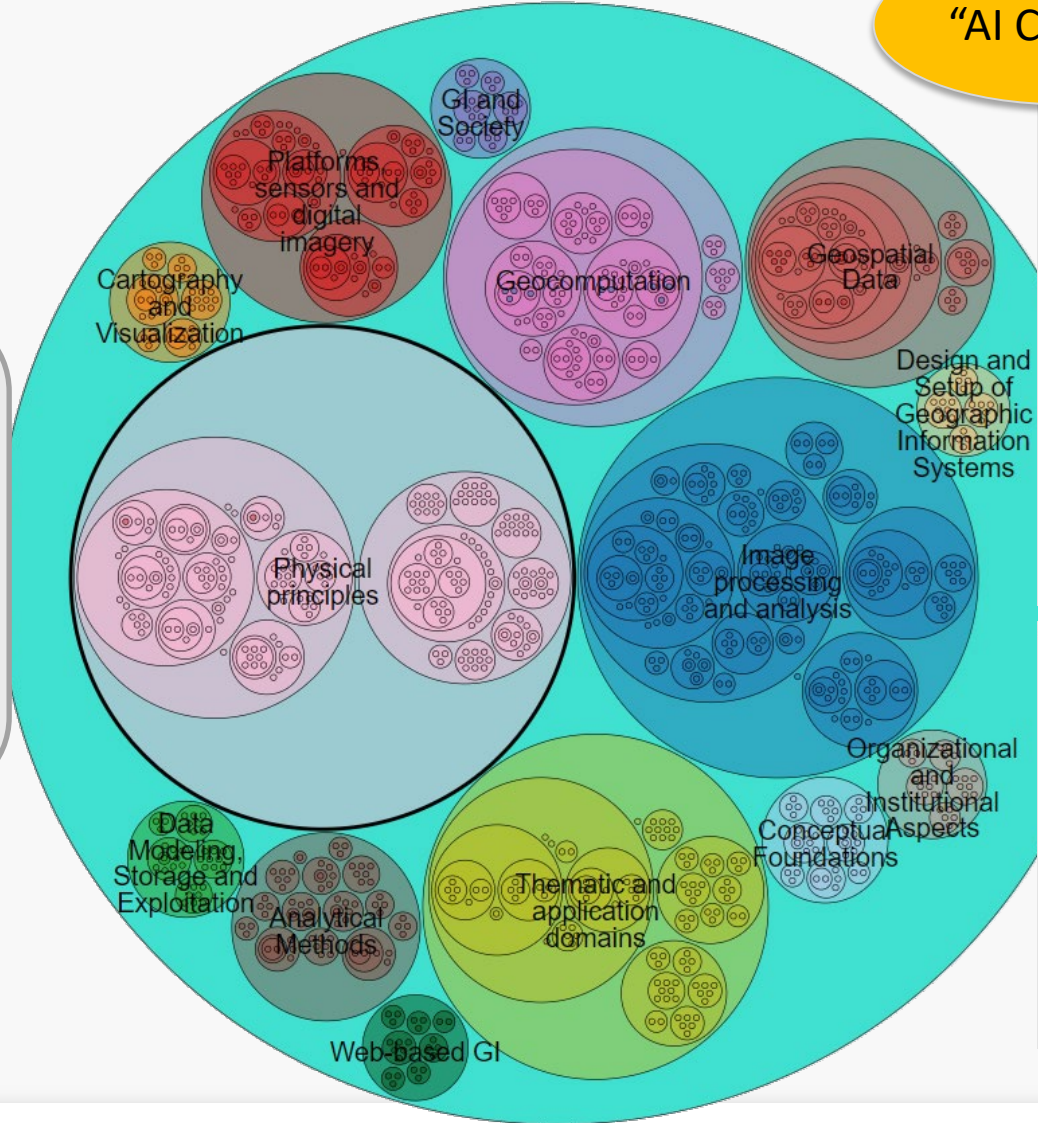 “AI C
GI and
Society
Platforms,
sensors and
digital
imagery
Cartography
and
Visualization
Geocomputation
Geospatial
Data
Design and
Setup of
Geographic
Information
Systems
Physical
principles
Image
processing
and analysis
Organizational
and
Institutional
Aspects
Conceptual
Foundations
Data
Modeling,
Storage and
Exploitation
Analytical
Methods
Thematic and
application
domains
Web-based GI